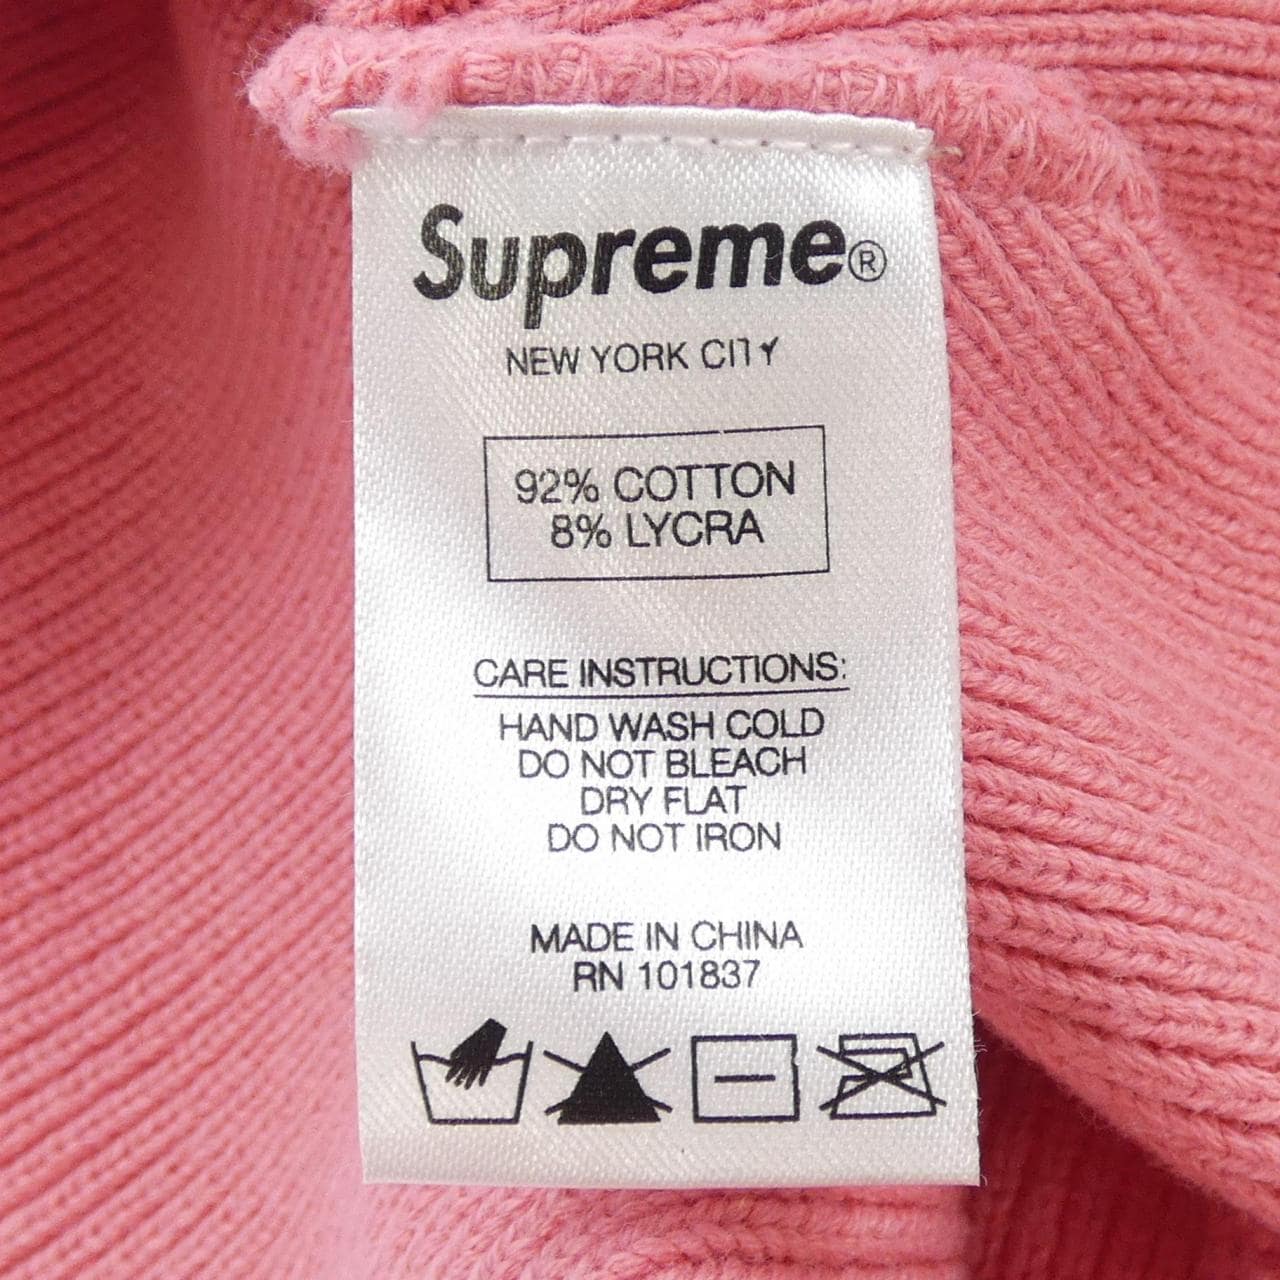 Supreme®
NEW YORK CITY
92% COTTON
8% LYCRA
CARE INSTRUCTIONS:
HAND WASH COLD
DO NOT BLEACH
DRY FLAT
DO NOT IRON
MADE IN CHINA
RN 101837